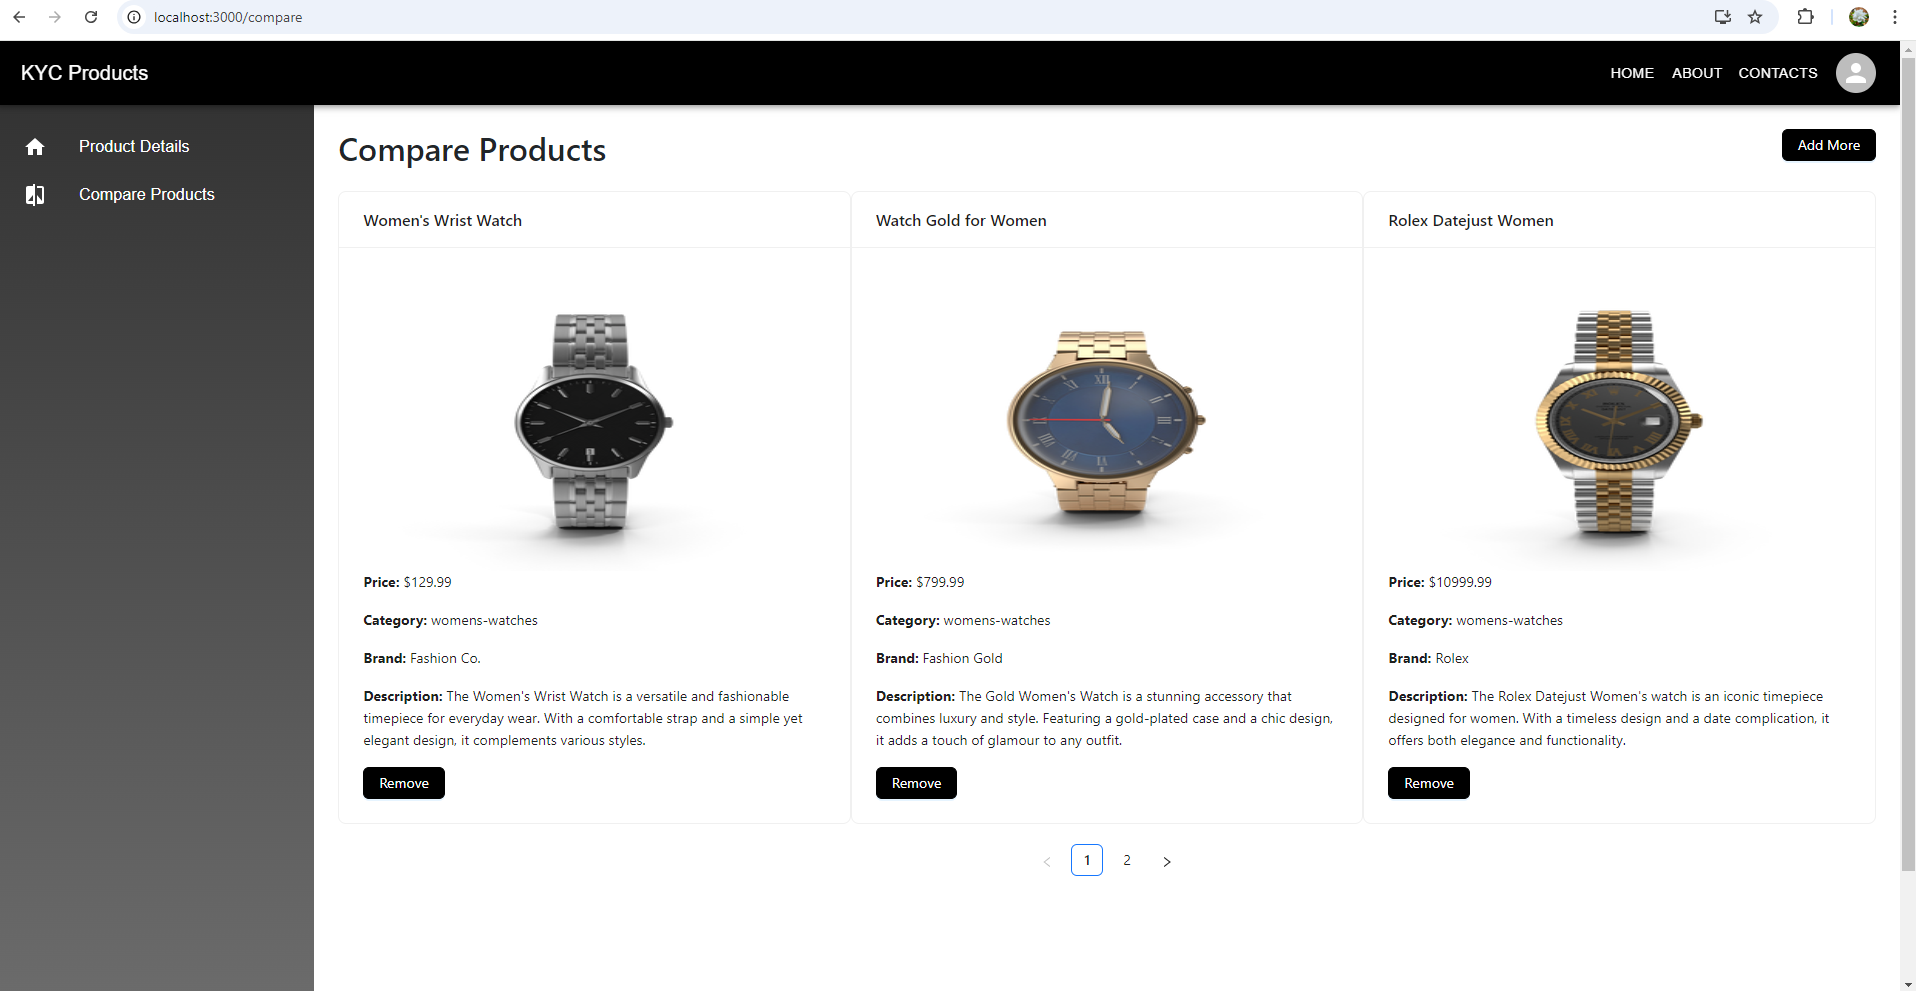 localhost:3000/compare
KYC Products
HOME ABOUT CONTACTS
Product Details
Compare Products
Compare Products
Add More
Women's Wrist Watch
Price: $129.99
Category: womens-watches
Brand: Fashion Co.
Description: The Women's Wrist Watch is a versatile and fashionable
timepiece for everyday wear. With a comfortable strap and a simple yet
elegant design, it complements various styles.
Remove
Watch Gold for Women
XII
Price: $799.99
Category: womens-watches
Brand: Fashion Gold
Description: The Gold Women's Watch is a stunning accessory that
combines luxury and style. Featuring a gold-plated case and a chic design,
it adds a touch of glamour to any outfit.
Remove
Rolex Datejust Women
Price: $10999.99
Category: womens-watches
Brand: Rolex
Description: The Rolex Datejust Women's watch is an iconic timepiece
designed for women. With a timeless design and a date complication, it
offers both elegance and functionality.
Remove
< 1 2 >